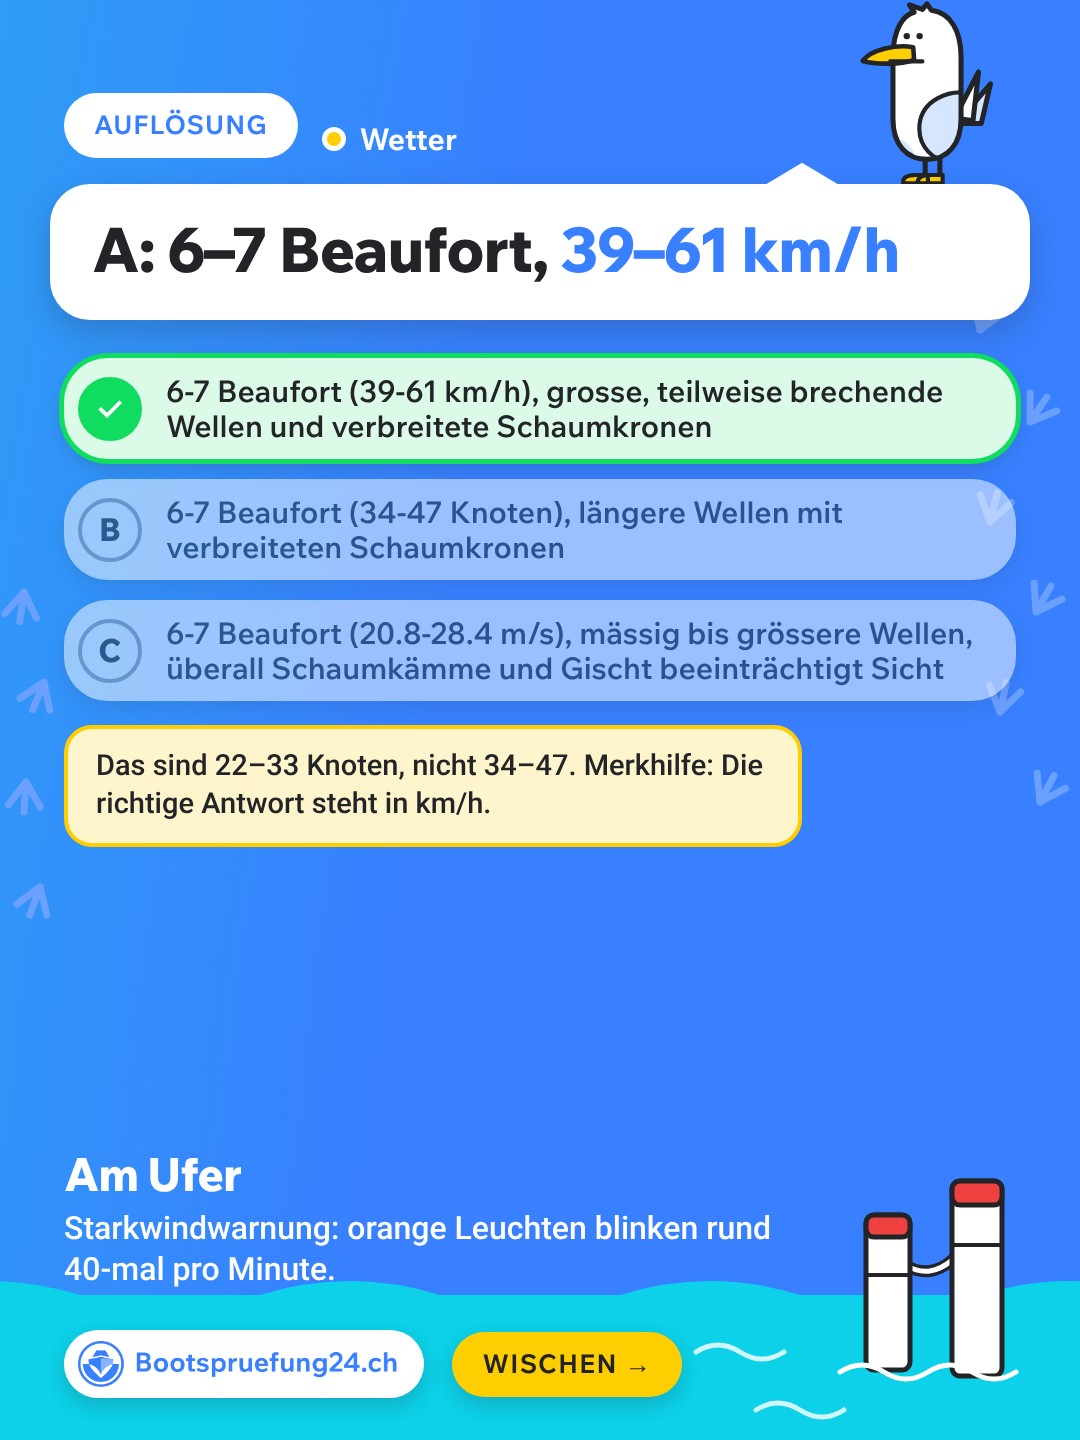 AUFLÖSUNG
Wetter
A: 6–7 Beaufort, 39–61 km/h
6-7 Beaufort (39-61 km/h), grosse, teilweise brechende
Wellen und verbreitete Schaumkronen
B
6-7 Beaufort (34-47 Knoten), längere Wellen mit
verbreiteten Schaumkronen
C
6-7 Beaufort (20.8-28.4 m/s), mässig bis grössere Wellen,
überall Schaumkämme und Gischt beeinträchtigt Sicht
Das sind 22–33 Knoten, nicht 34–47. Merkhilfe: Die
richtige Antwort steht in km/h.
Am Ufer
Starkwindwarnung: orange Leuchten blinken rund
40-mal pro Minute.
Bootspruefung24.ch
WISCHEN →